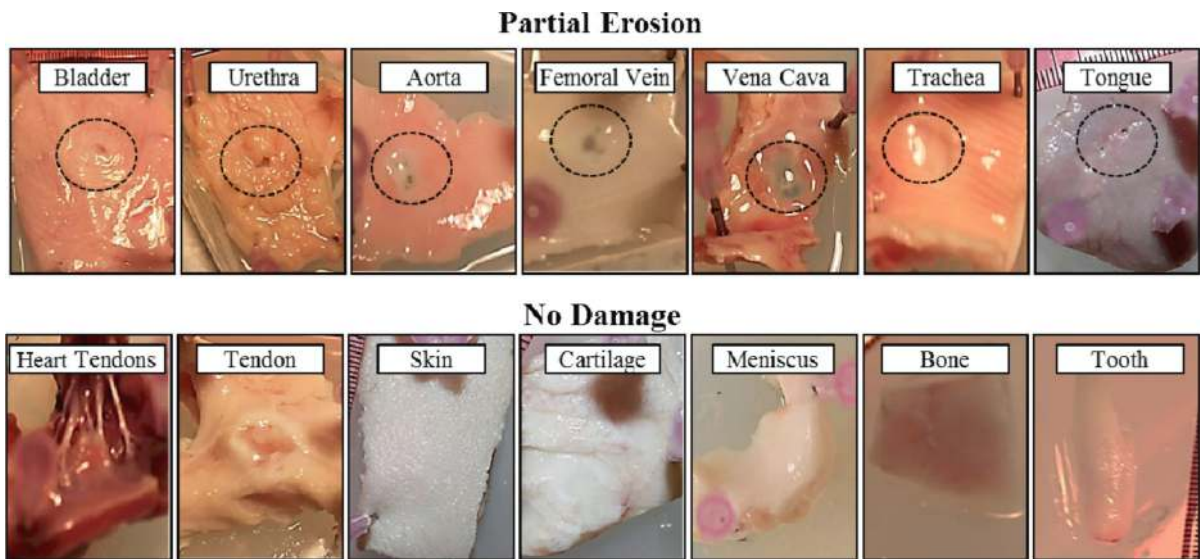 Partial Erosion
Bladder
Urethra
Aorta
Femoral Vein
Vena Cava
Trachea
Tongue
No Damage
Heart Tendons
Tendon
Skin
Cartilage
Meniscus
Bone
Tooth